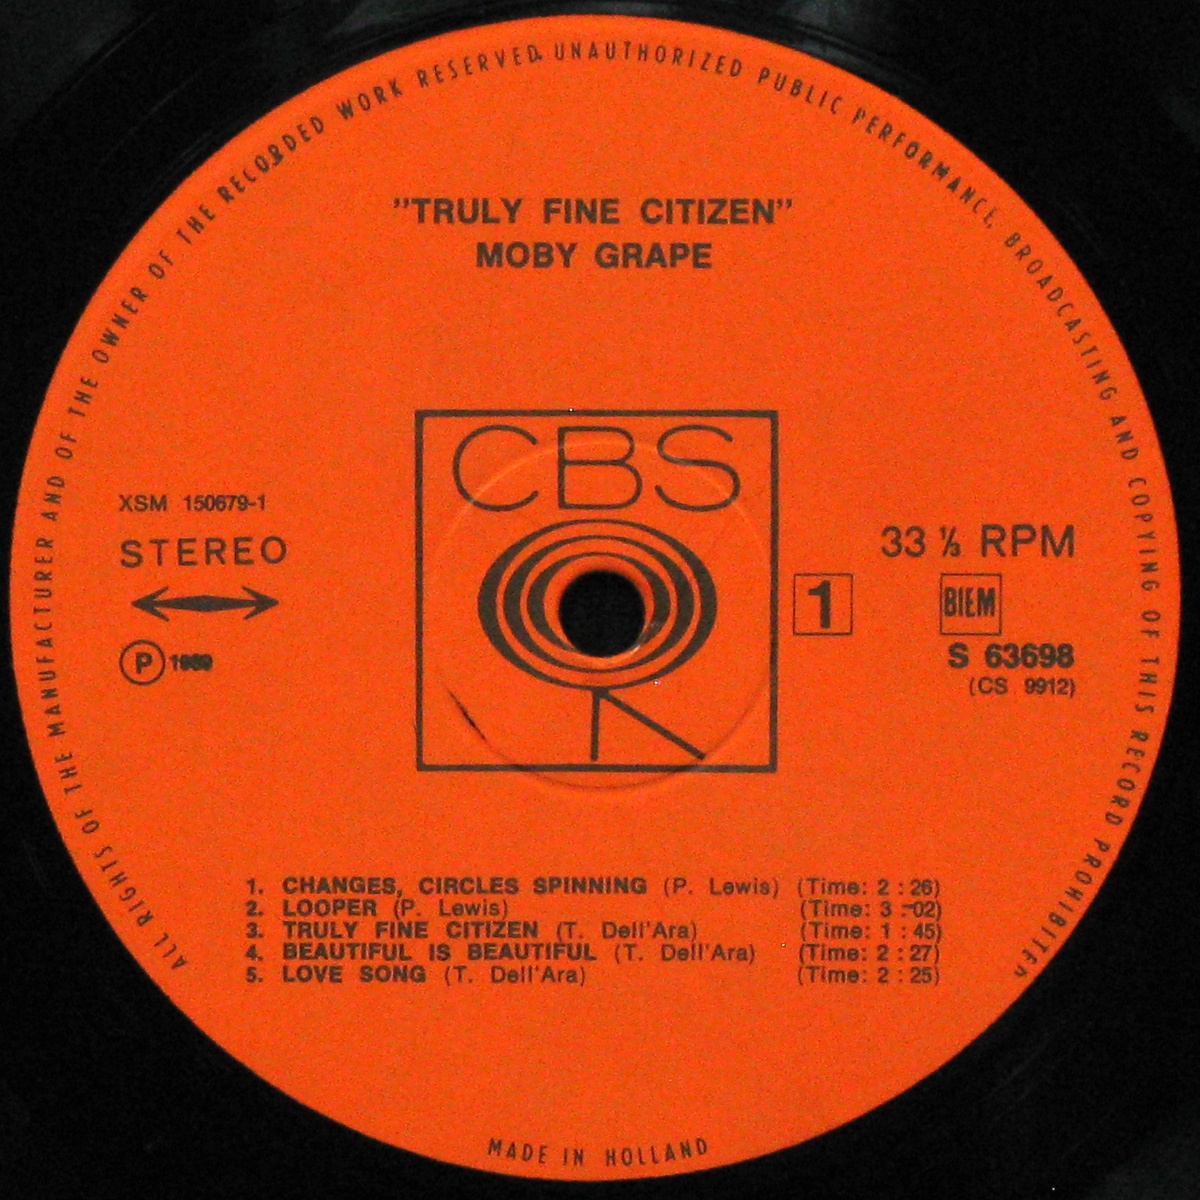 ALL RIGHTS OF THE MANUFACTURER AND OF THE OWNER OF THE RECORDED WORK RESERVED. UNAUTHORIZED PUBLIC PERFORMANCE, BROADCASTING AND COPYING OF THIS RECORD PROHIBITED
"TRULY FINE CITIZEN"
MOBY GRAPE
CBS
XSM 150679-1
STEREO
P 1969
1
33 ⅓ RPM
BIEM
S 63698
(CS 9912)
1. CHANGES, CIRCLES SPINNING (P. Lewis) (Time: 2 : 26)
2. LOOPER (P. Lewis) (Time: 3 : 02)
3. TRULY FINE CITIZEN (T. Dell'Ara) (Time: 1 : 45)
4. BEAUTIFUL IS BEAUTIFUL (T. Dell'Ara) (Time: 2 : 27)
5. LOVE SONG (T. Dell'Ara) (Time: 2 : 25)
MADE IN HOLLAND